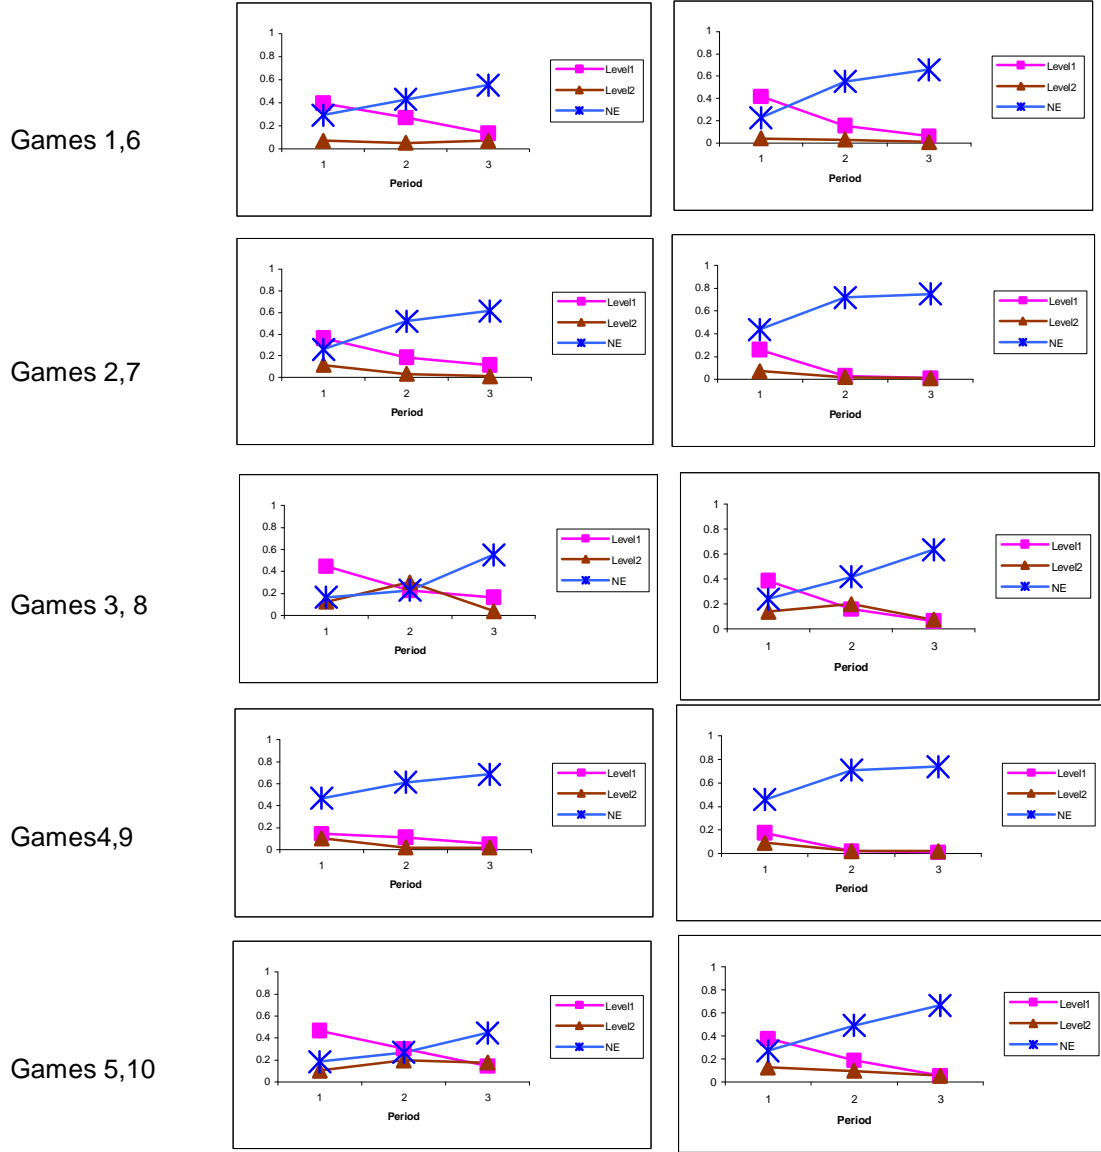 Games 1,6
1
0.8
0.6
0.4
0.2
0
1 2 3
Period
Level1
Level2
NE
1
0.8
0.6
0.4
0.2
0
1 2 3
Period
Level1
Level2
NE
Games 2,7
1
0.8
0.6
0.4
0.2
0
1 2 3
Period
Level1
Level2
NE
1
0.8
0.6
0.4
0.2
0
1 2 3
Period
Level1
Level2
NE
Games 3, 8
1
0.8
0.6
0.4
0.2
0
1 2 3
Period
Level1
Level2
NE
1
0.8
0.6
0.4
0.2
0
1 2 3
Period
Level1
Level2
NE
Games4,9
1
0.8
0.6
0.4
0.2
0
1 2 3
Period
Level1
Level2
NE
1
0.8
0.6
0.4
0.2
0
1 2 3
Period
Level1
Level2
NE
Games 5,10
1
0.8
0.6
0.4
0.2
0
1 2 3
Period
Level1
Level2
NE
1
0.8
0.6
0.4
0.2
0
1 2 3
Period
Level1
Level2
NE